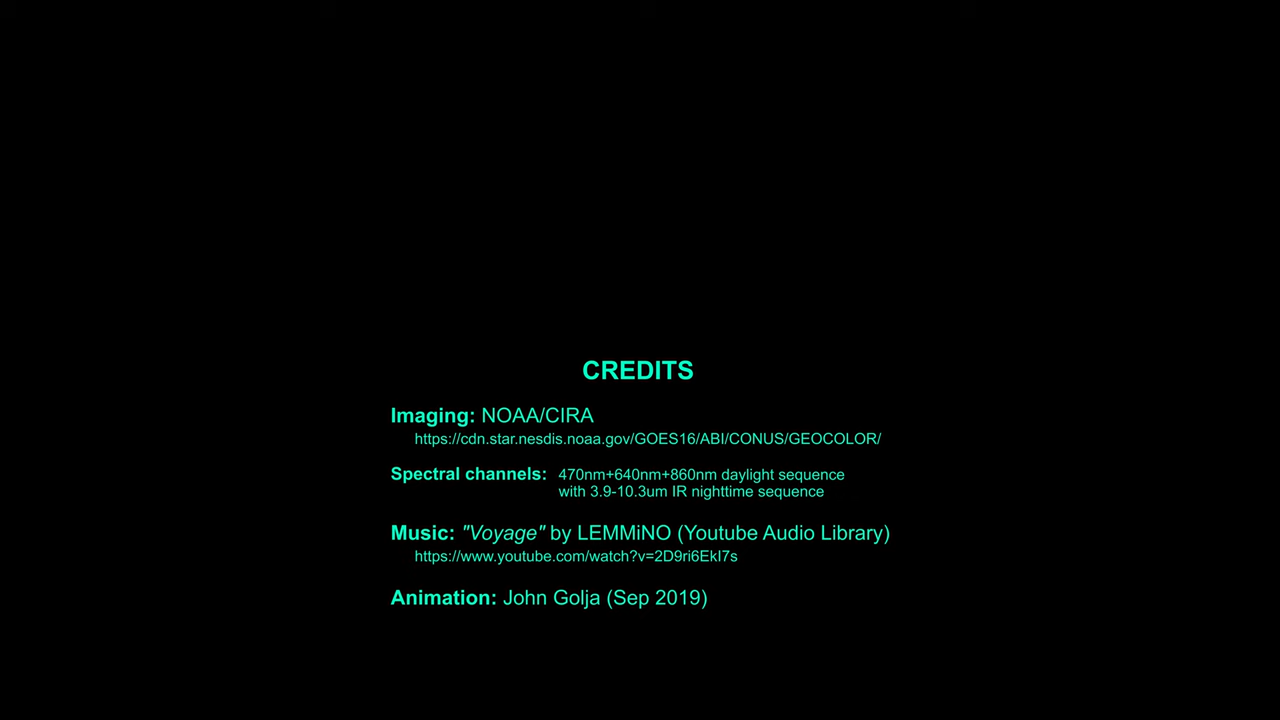 CREDITS
Imaging: NOAA/CIRA
https://cdn.star.nesdis.noaa.gov/GOES16/ABI/CONUS/GEOCOLOR/
Spectral channels: 470nm+640nm+860nm daylight sequence
with 3.9-10.3um IR nighttime sequence
Music: "Voyage" by LEMMiNO (Youtube Audio Library)
https://www.youtube.com/watch?v=2D9ri6EkI7s
Animation: John Golja (Sep 2019)